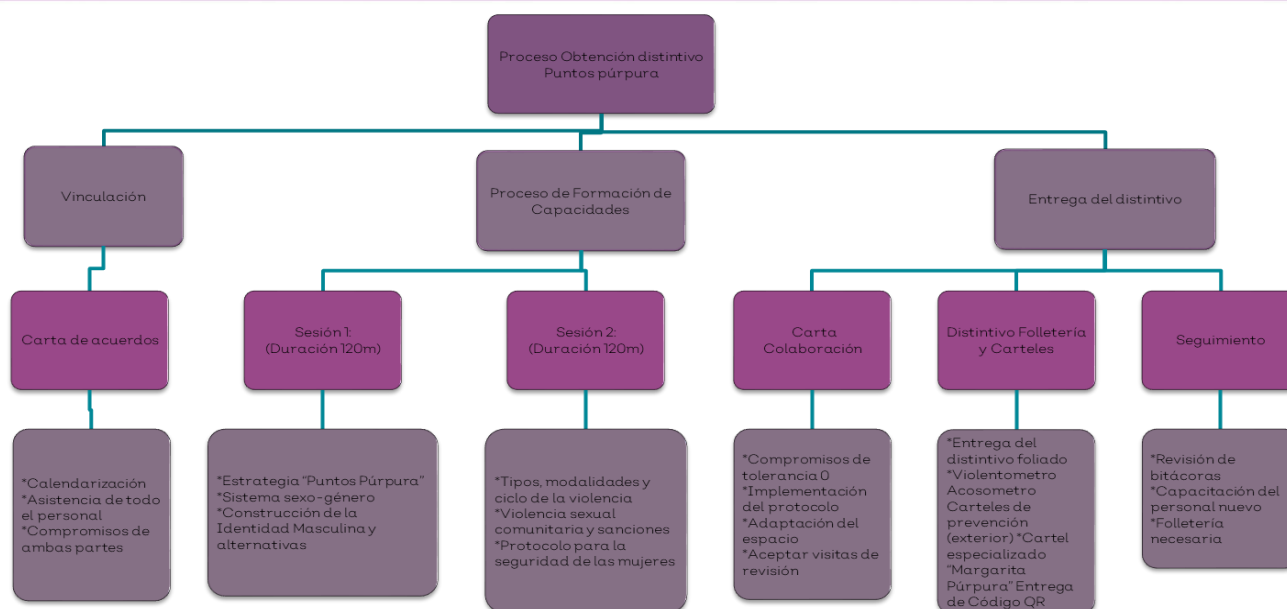 Proceso Obtención distintivo
Puntos púrpura
Vinculación
Proceso de Formación de
Capacidades
Entrega del distintivo
Carta de acuerdos
Sesión 1:
(Duración 120m)
Sesión 2:
(Duración 120m)
Carta
Colaboración
Distintivo Folletería
y Carteles
Seguimiento
*Calendarización
*Asistencia de todo
el personal
*Compromisos de
ambas partes
*Estrategia "Puntos Púrpura"
*Sistema sexo-género
*Construcción de la
Identidad Masculina y
alternativas
*Tipos, modalidades y
ciclo de la violencia
*Violencia sexual
comunitaria y sanciones
*Protocolo para la
seguridad de las mujeres
*Compromisos de
tolerancia 0
*Implementación
del protocolo
*Adaptación del
espacio
*Aceptar visitas de
revisión
*Entrega del
distintivo foliado
*Violentometro
Acosometro
Carteles de
prevención
(exterior) *Cartel
especializado
"Margarita
Púrpura" Entrega
de Código QR
*Revisión de
bitácoras
*Capacitación del
personal nuevo
*Folletería
necesaria